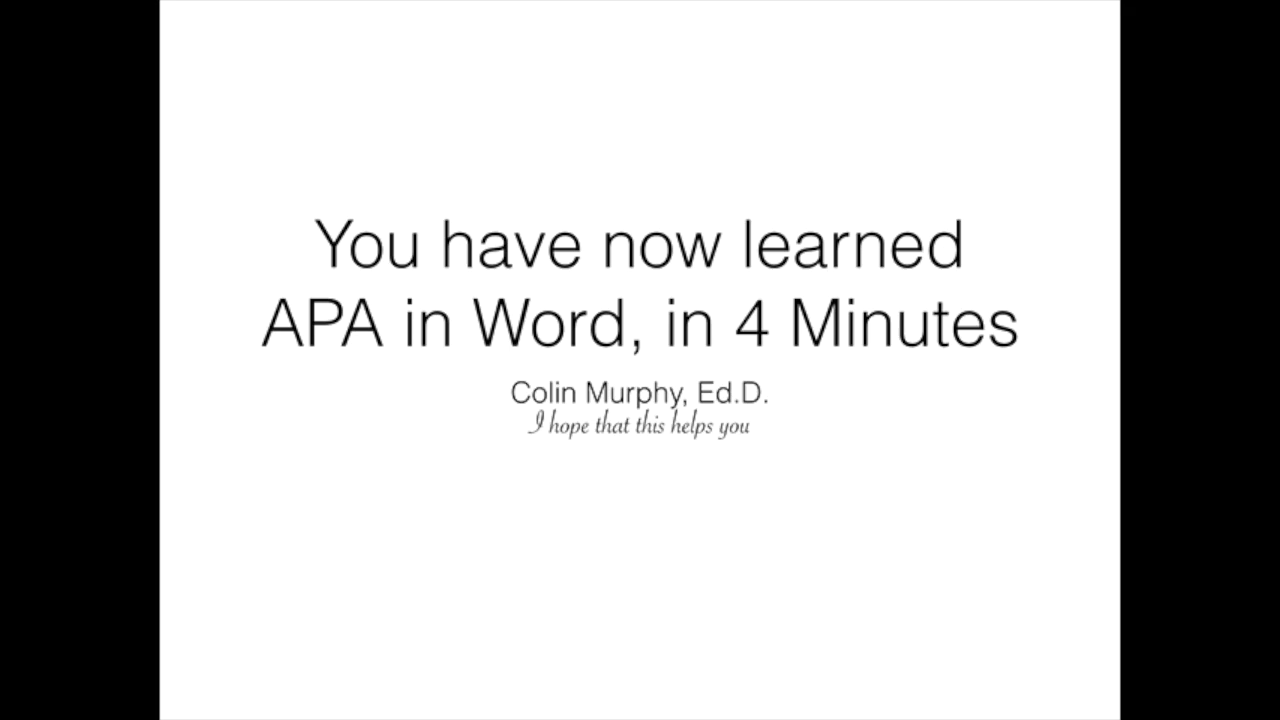 You have now learned
APA in Word, in 4 Minutes
Colin Murphy, Ed.D.
I hope that this helps you